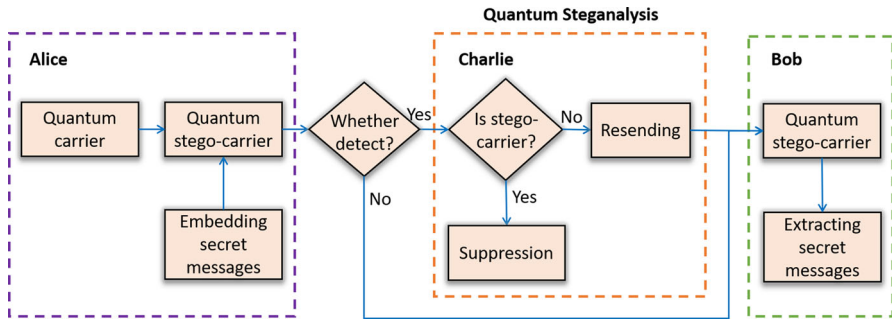 Quantum Steganalysis
Alice
Quantum
carrier
Quantum
stego-carrier
Embedding
secret
messages
Whether
detect?
Yes
No
Charlie
Is stego-
carrier?
No
Yes
Resending
Suppression
Bob
Quantum
stego-carrier
Extracting
secret
messages